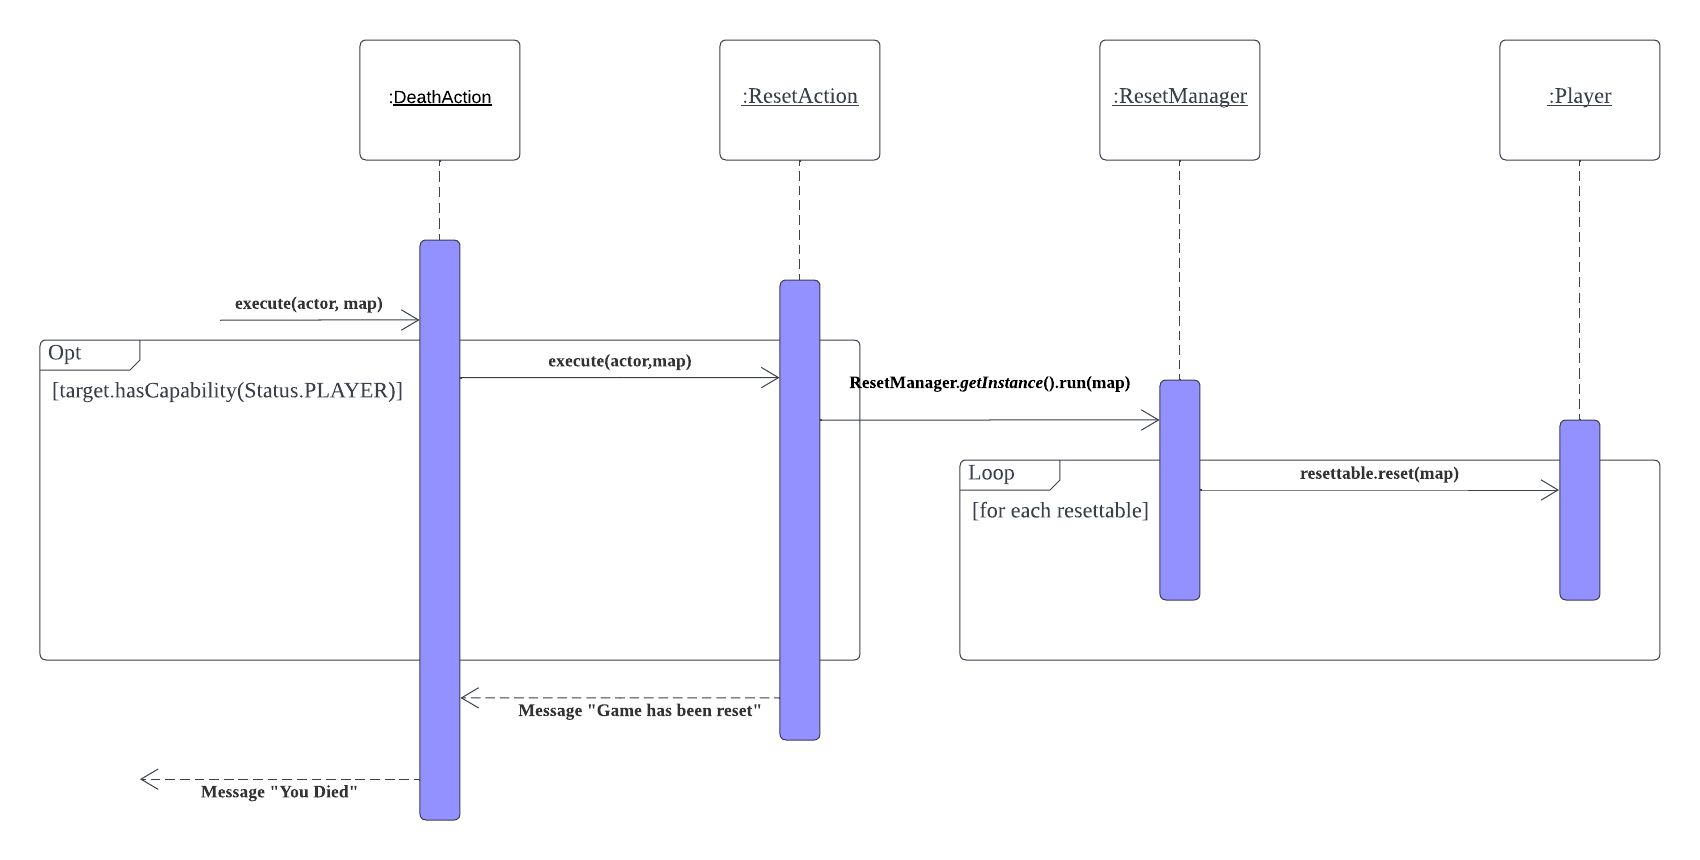 :DeathAction
:ResetAction
:ResetManager
:Player
execute(actor, map)
Opt
execute(actor,map)
[target.hasCapability(Status.PLAYER)]
ResetManager.getInstance().run(map)
Loop
resettable.reset(map)
[for each resettable]
Message "Game has been reset"
Message "You Died"